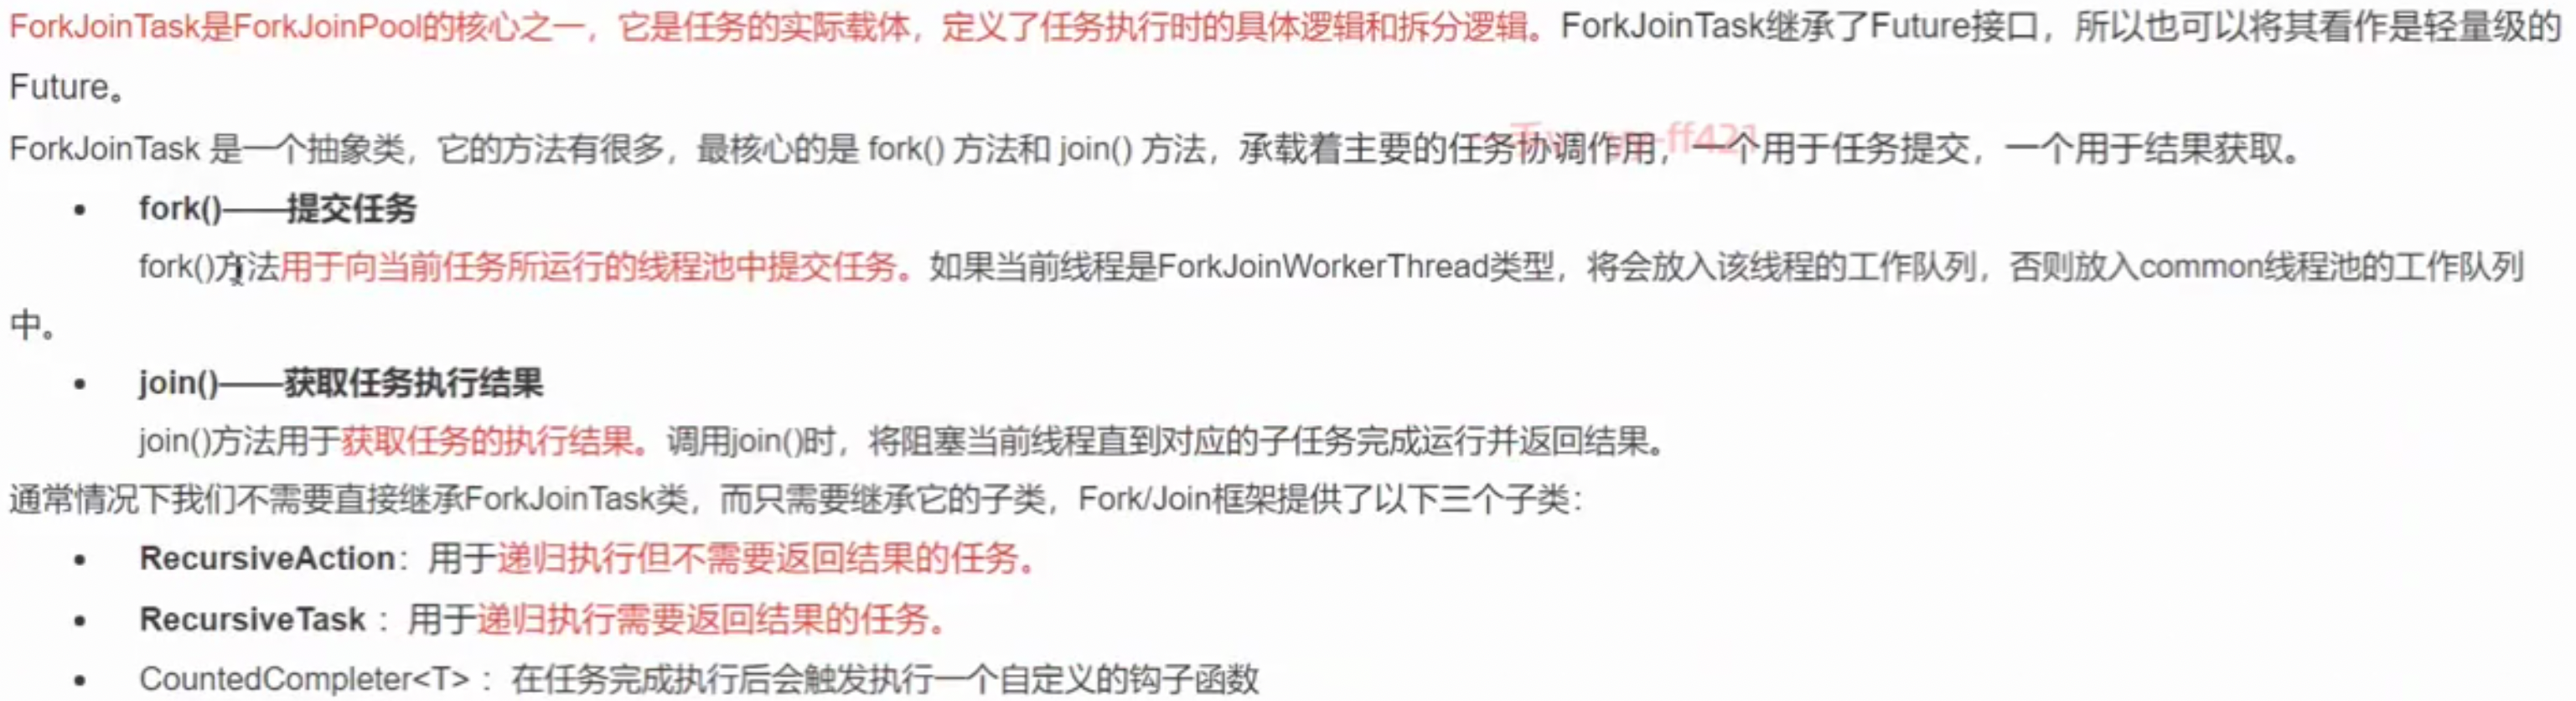 ForkJoinTask是ForkJoinPool的核心之一，它是任务的实际载体，定义了任务执行时的具体逻辑和拆分逻辑。ForkJoinTask继承了Future接口，所以也可以将其看作是轻量级的
Future。
ForkJoinTask 是一个抽象类，它的方法有很多，最核心的是 fork() 方法和 join() 方法，承载着主要的任务协调作用，一个用于任务提交，一个用于结果获取。
• fork()——提交任务
fork()方法用于向当前任务所运行的线程池中提交任务。如果当前线程是ForkJoinWorkerThread类型，将会放入该线程的工作队列，否则放入common线程池的工作队列
中。
• join()——获取任务执行结果
join()方法用于获取任务的执行结果。调用join()时，将阻塞当前线程直到对应的子任务完成运行并返回结果。
通常情况下我们不需要直接继承ForkJoinTask类，而只需要继承它的子类，Fork/Join框架提供了以下三个子类：
• RecursiveAction：用于递归执行但不需要返回结果的任务。
• RecursiveTask ：用于递归执行需要返回结果的任务。
• CountedCompleter<T> ：在任务完成执行后会触发执行一个自定义的钩子函数